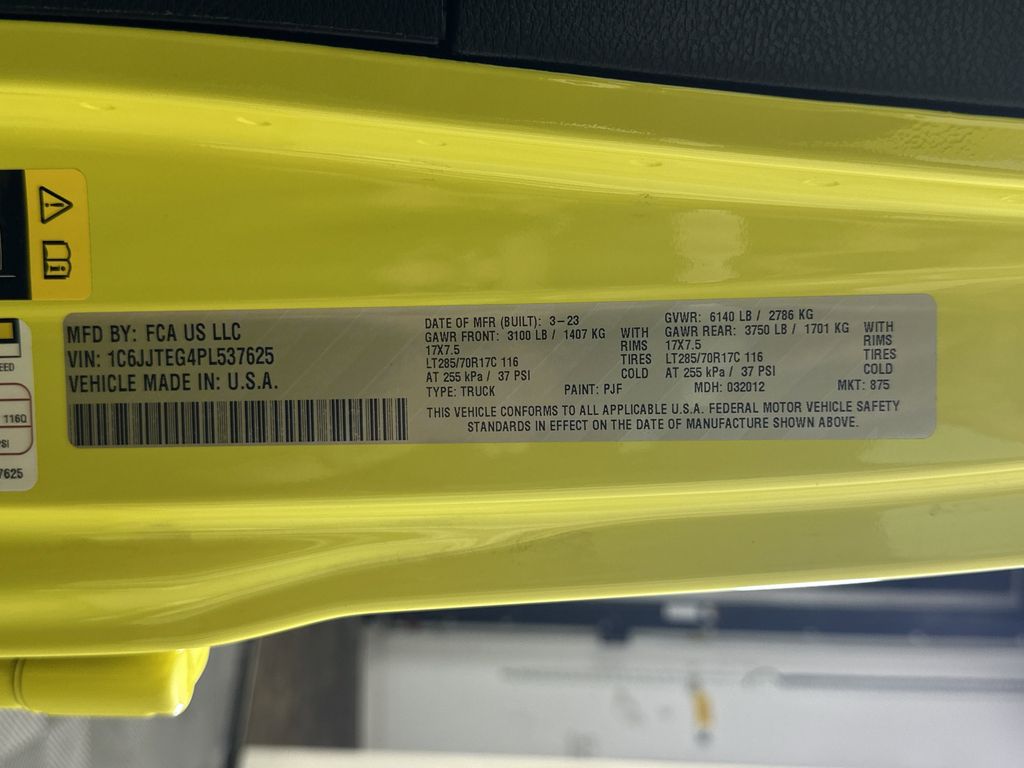 MFD BY: FCA US LLC
VIN: 1C6JJTEG4PL537625
VEHICLE MADE IN: U.S.A.
DATE OF MFR (BUILT): 3-23
GAWR FRONT: 3100 LB / 1407 KG WITH
17X7.5 RIMS
LT285/70R17C 116 TIRES
AT 255 kPa / 37 PSI COLD
TYPE: TRUCK PAINT: PJF
GVWR: 6140 LB / 2786 KG
GAWR REAR: 3750 LB / 1701 KG WITH
17X7.5 RIMS
LT285/70R17C 116 TIRES
AT 255 kPa / 37 PSI COLD
MDH: 032012 MKT: 875
THIS VEHICLE CONFORMS TO ALL APPLICABLE U.S.A. FEDERAL MOTOR VEHICLE SAFETY
STANDARDS IN EFFECT ON THE DATE OF MANUFACTURE SHOWN ABOVE.
EED
116Q
PSI
7625